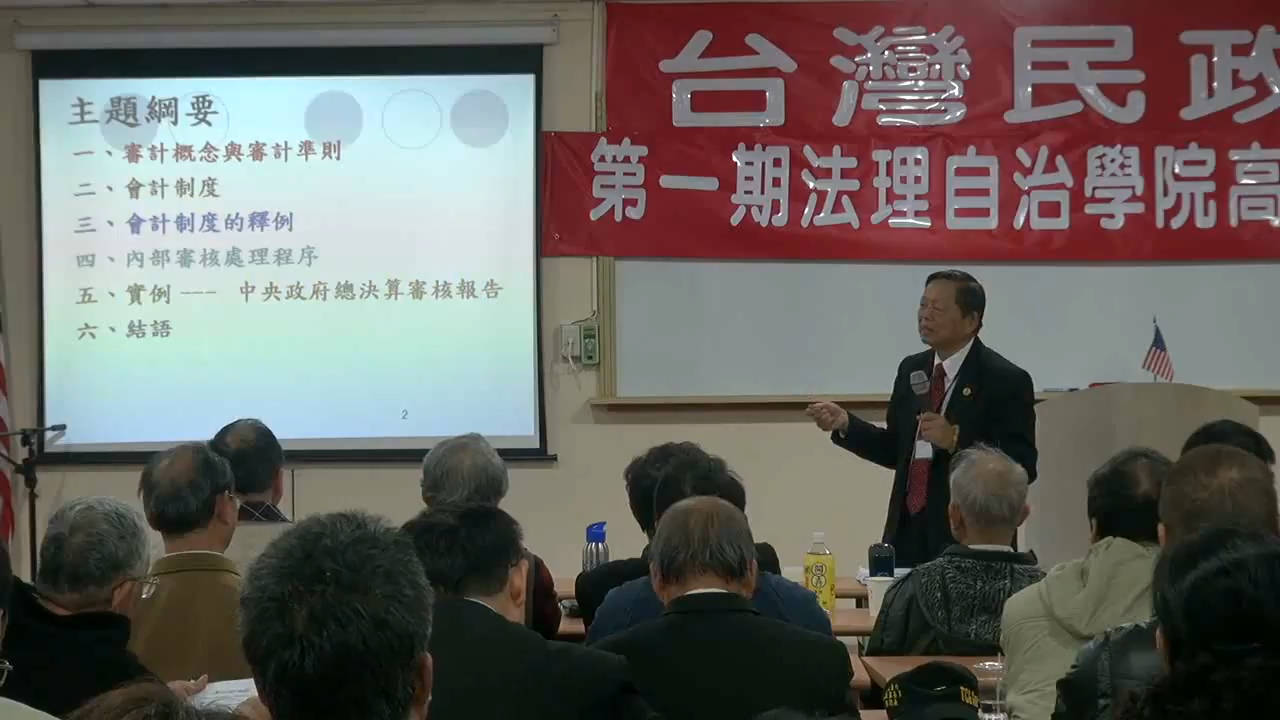 主題綱要
一、審計概念與審計準則
二、會計制度
三、會計制度的釋例
四、內部審核處理程序
五、實例 --- 中央政府總決算審核報告
六、結語
2
台灣民政
第一期法理自治學院高